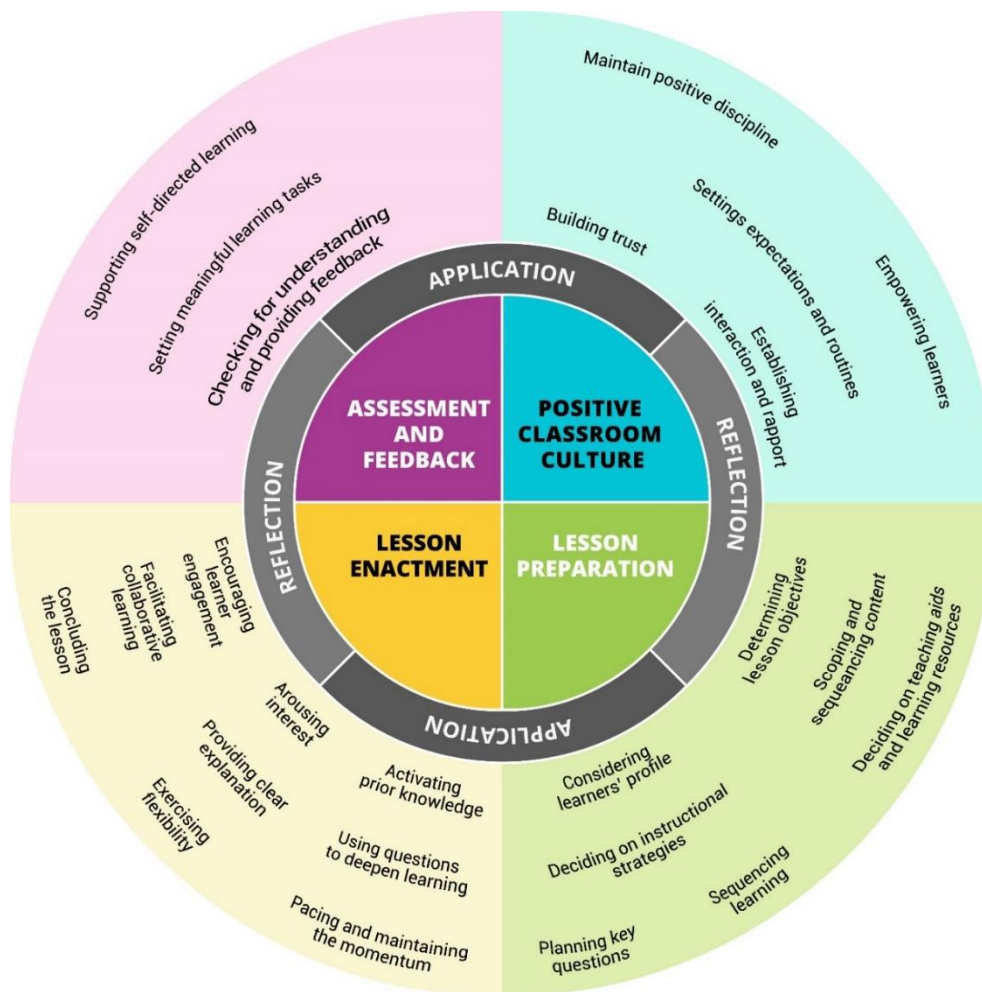 Supporting self-directed learning
Setting meaningful learning tasks
Checking for understanding
and providing feedback
Maintain positive discipline
Building trust
Settings expectations and routines
Empowering learners
Establishing
interaction and rapport
APPLICATION
REFLECTION
REFLECTION
APPLICATION
ASSESSMENT
AND
FEEDBACK
POSITIVE
CLASSROOM
CULTURE
LESSON
ENACTMENT
LESSON
PREPARATION
Encouraging
learner
engagement
Facilitating
collaborative
learning
Concluding
the lesson
Arousing
interest
Providing clear
explanation
Exercising
flexibility
Activating
prior knowledge
Using questions
to deepen learning
Pacing and maintaining
the momentum
Determining
lesson objectives
Scoping and
sequeancing content
Deciding on teaching aids
and learning resources
Considering
learners' profile
Deciding on instructional
strategies
Sequencing
learning
Planning key
questions